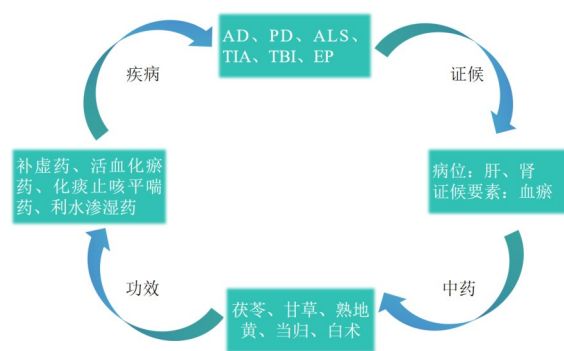 AD、PD、ALS、
TIA、TBI、EP
疾病
证候
补虚药、活血化瘀
药、化痰止咳平喘
药、利水渗湿药
病位：肝、肾
证候要素：血瘀
功效
中药
茯苓、甘草、熟地
黄、当归、白术